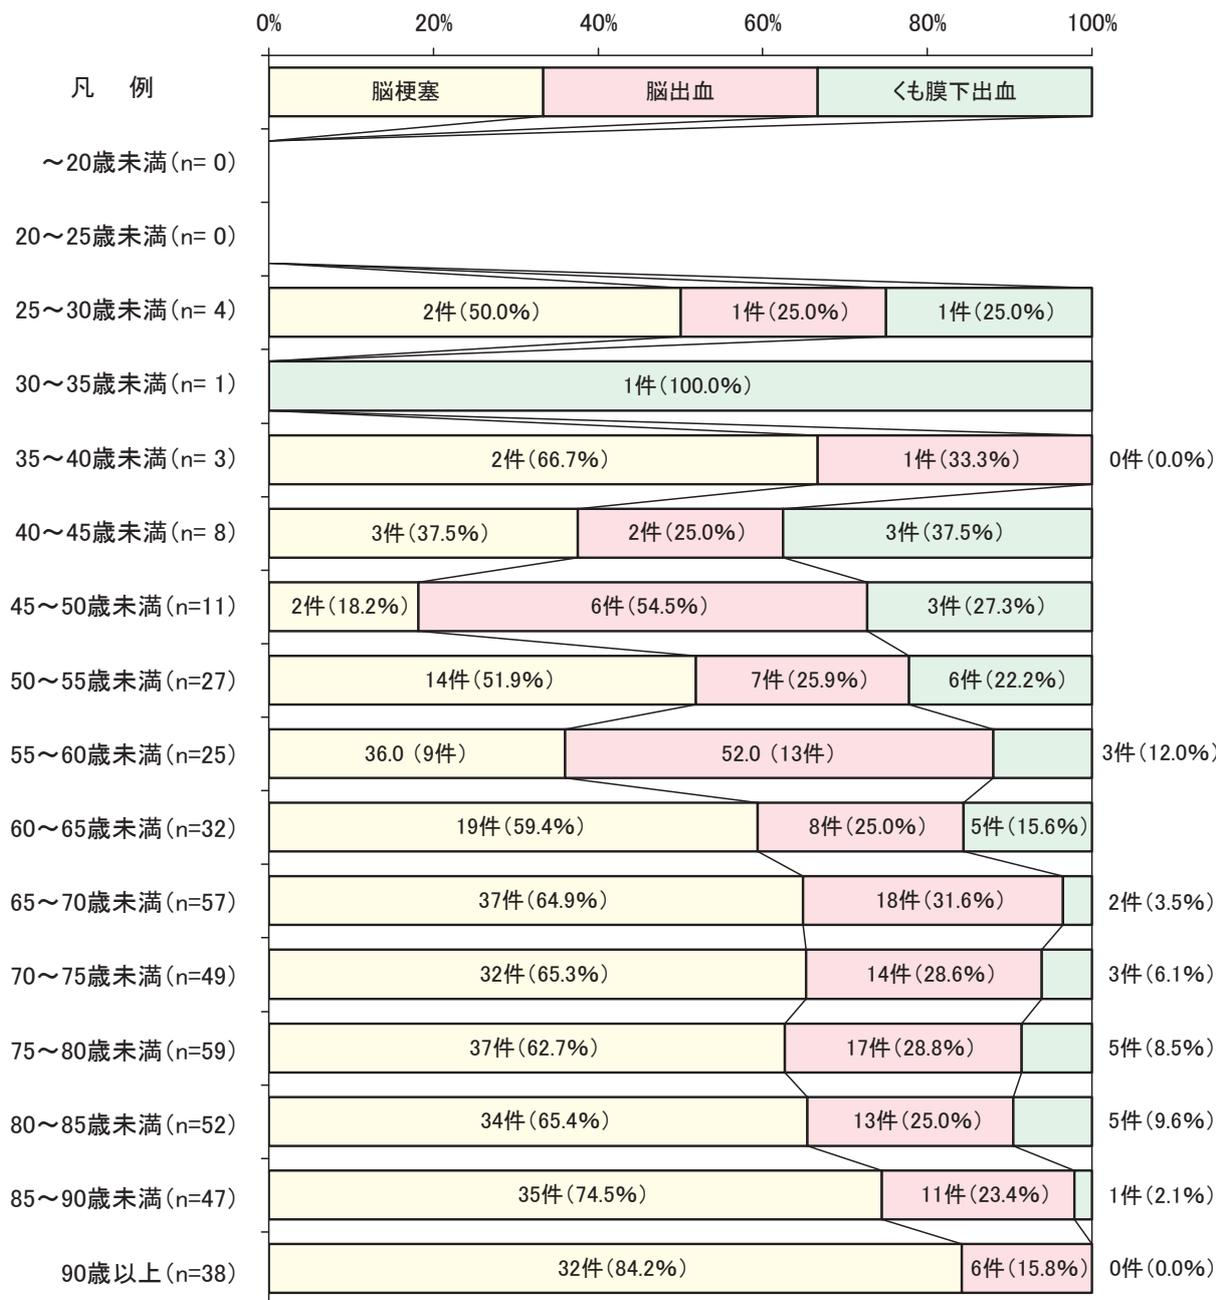 0% 20% 40% 60% 80% 100%
凡 例 脳梗塞 脳出血 くも膜下出血
～20歳未満(n= 0)
20～25歳未満(n= 0)
25～30歳未満(n= 4) 2件(50.0%) 1件(25.0%) 1件(25.0%)
30～35歳未満(n= 1) 1件(100.0%)
35～40歳未満(n= 3) 2件(66.7%) 1件(33.3%) 0件(0.0%)
40～45歳未満(n= 8) 3件(37.5%) 2件(25.0%) 3件(37.5%)
45～50歳未満(n=11) 2件(18.2%) 6件(54.5%) 3件(27.3%)
50～55歳未満(n=27) 14件(51.9%) 7件(25.9%) 6件(22.2%)
55～60歳未満(n=25) 36.0 (9件) 52.0 (13件) 3件(12.0%)
60～65歳未満(n=32) 19件(59.4%) 8件(25.0%) 5件(15.6%)
65～70歳未満(n=57) 37件(64.9%) 18件(31.6%) 2件(3.5%)
70～75歳未満(n=49) 32件(65.3%) 14件(28.6%) 3件(6.1%)
75～80歳未満(n=59) 37件(62.7%) 17件(28.8%) 5件(8.5%)
80～85歳未満(n=52) 34件(65.4%) 13件(25.0%) 5件(9.6%)
85～90歳未満(n=47) 35件(74.5%) 11件(23.4%) 1件(2.1%)
90歳以上(n=38) 32件(84.2%) 6件(15.8%) 0件(0.0%)